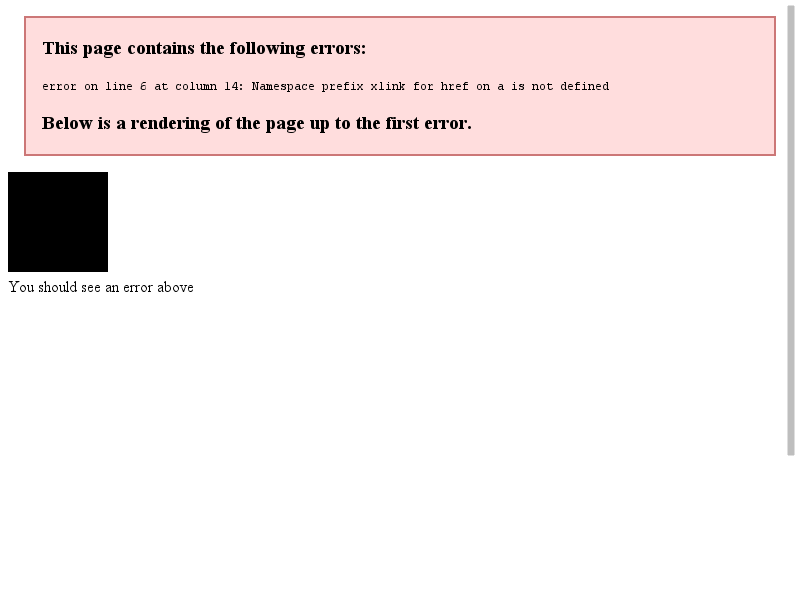 This page contains the following errors:
error on line 6 at column 14: Namespace prefix xlink for href on a is not defined
Below is a rendering of the page up to the first error.
You should see an error above